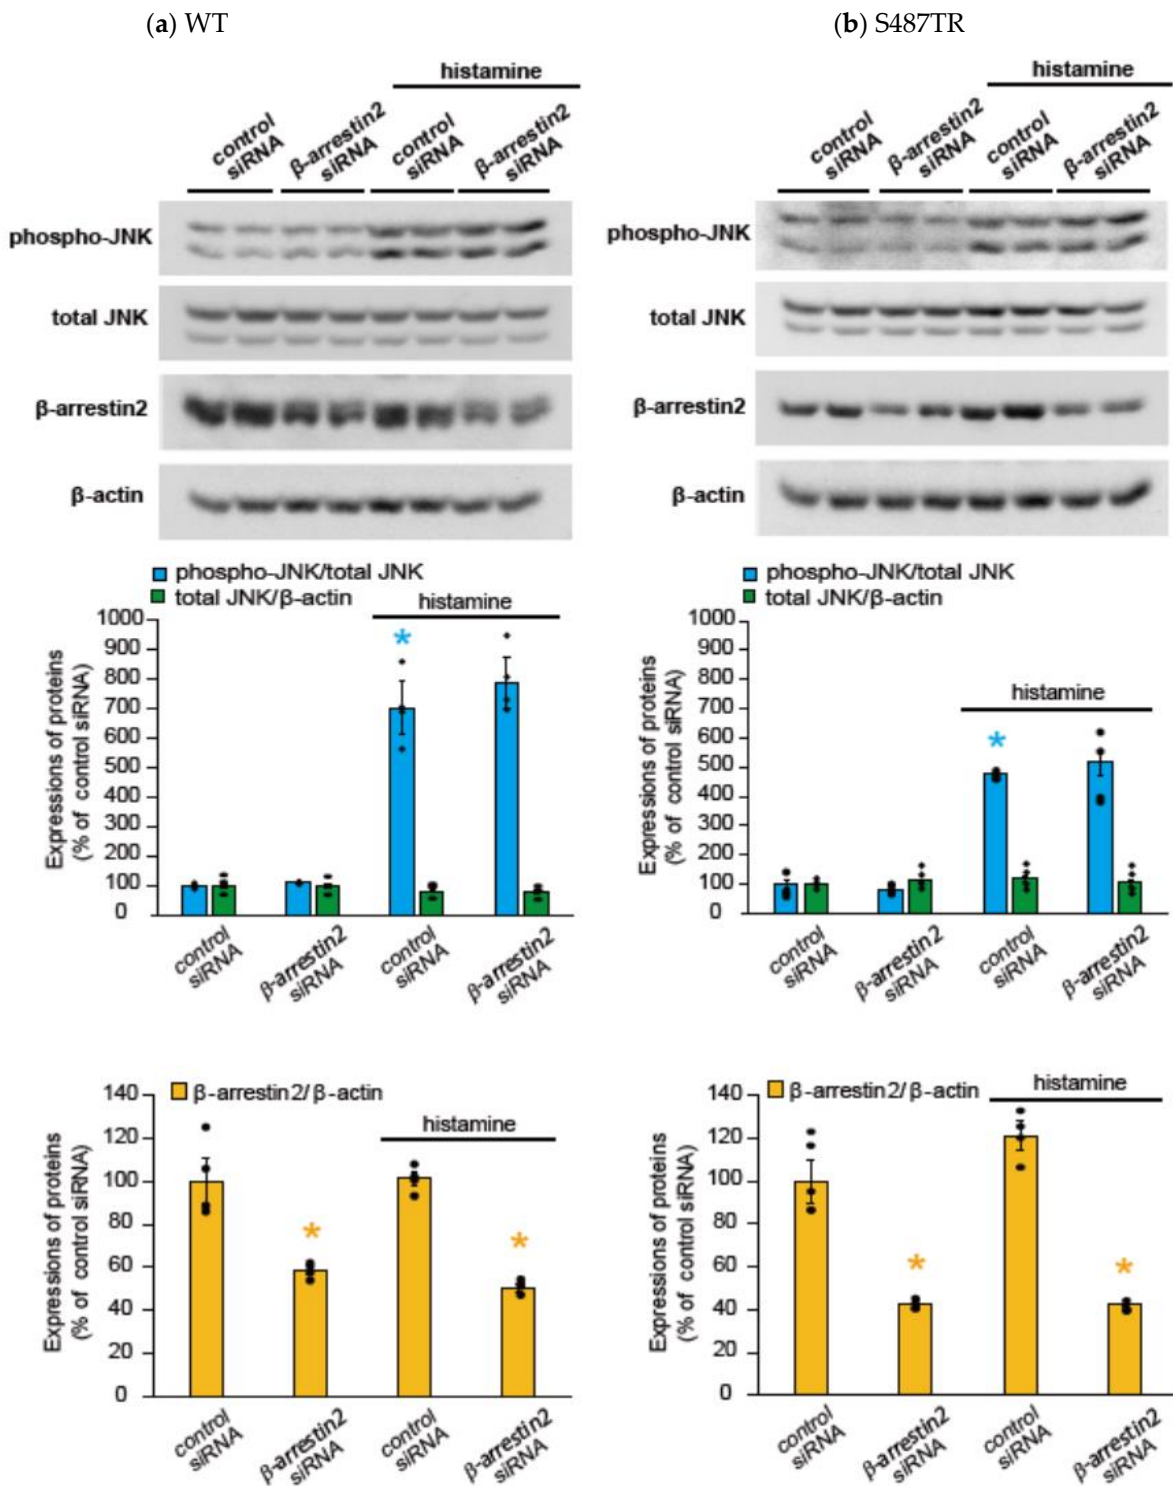 (a) WT
(b) S487TR
histamine
control siRNA
β-arrestin2 siRNA
control siRNA
β-arrestin2 siRNA
phospho-JNK
total JNK
β-arrestin2
β-actin
histamine
control siRNA
β-arrestin2 siRNA
control siRNA
β-arrestin2 siRNA
phospho-JNK
total JNK
β-arrestin2
β-actin
phospho-JNK/total JNK
total JNK/β-actin
histamine
*
Expressions of proteins
(% of control siRNA)
1000
900
800
700
600
500
400
300
200
100
0
control
siRNA
β-arrestin2
siRNA
control
siRNA
β-arrestin2
siRNA
phospho-JNK/total JNK
total JNK/β-actin
histamine
*
Expressions of proteins
(% of control siRNA)
1000
900
800
700
600
500
400
300
200
100
0
control
siRNA
β-arrestin2
siRNA
control
siRNA
β-arrestin2
siRNA
β-arrestin2/β-actin
histamine
*
*
Expressions of proteins
(% of control siRNA)
140
120
100
80
60
40
20
0
control
siRNA
β-arrestin2
siRNA
control
siRNA
β-arrestin2
siRNA
β-arrestin2/β-actin
histamine
*
*
Expressions of proteins
(% of control siRNA)
140
120
100
80
60
40
20
0
control
siRNA
β-arrestin2
siRNA
control
siRNA
β-arrestin2
siRNA